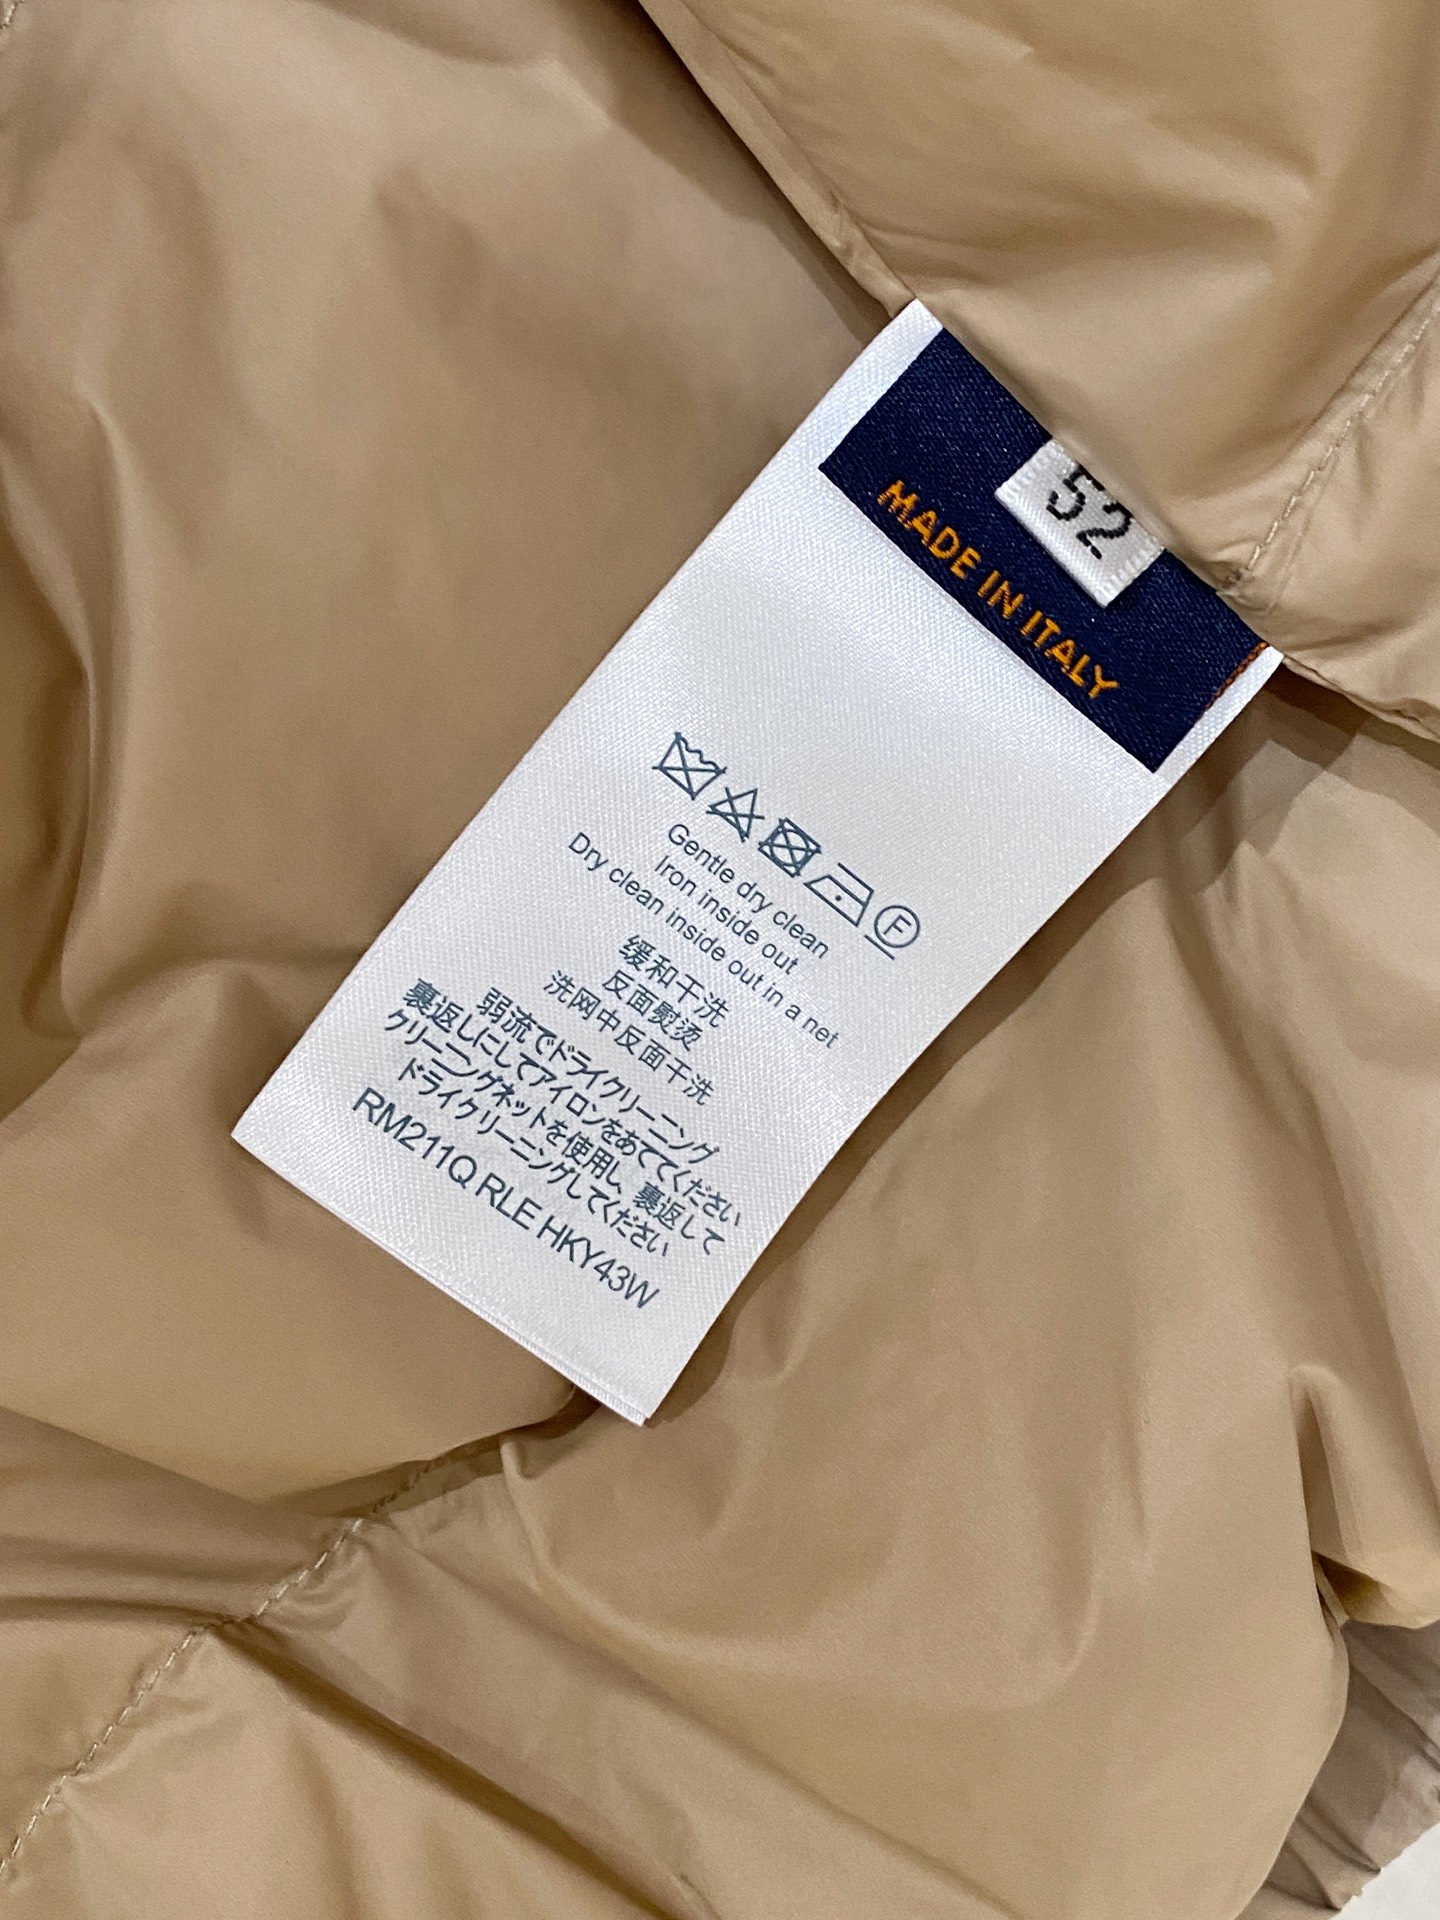 52
MADE IN ITALY
F
Gentle dry clean
Iron inside out
Dry clean inside out in a net
缓和干洗
反面熨烫
洗网中反面干洗
弱流でドライクリーニング
裏返しにしてアイロンをあててください
クリーニングネットを使用し、裏返して
ドライクリーニングしてください
RM211Q RLE HKY43W